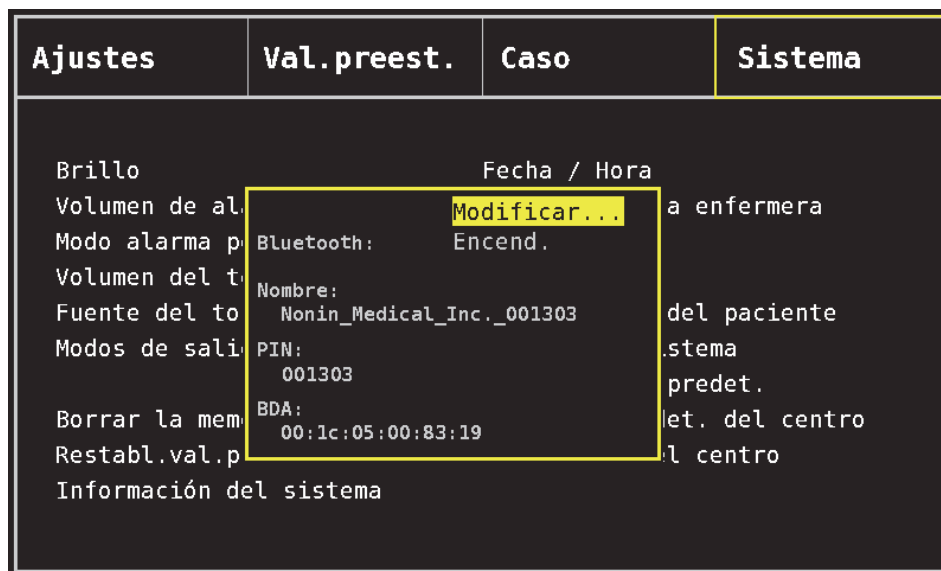 Ajustes Val.preest. Caso Sistema
Brillo Fecha / Hora
Volumen de al a enfermera
Modo alarma p
Volumen del t
Fuente del to del paciente
Modos de sali stema
predet.
Borrar la mem et. del centro
Restabl.val.p l centro
Información del sistema
Modificar...
Bluetooth: Encend.
Nombre:
Nonin_Medical_Inc._001303
PIN:
001303
BDA:
00:1c:05:00:83:19